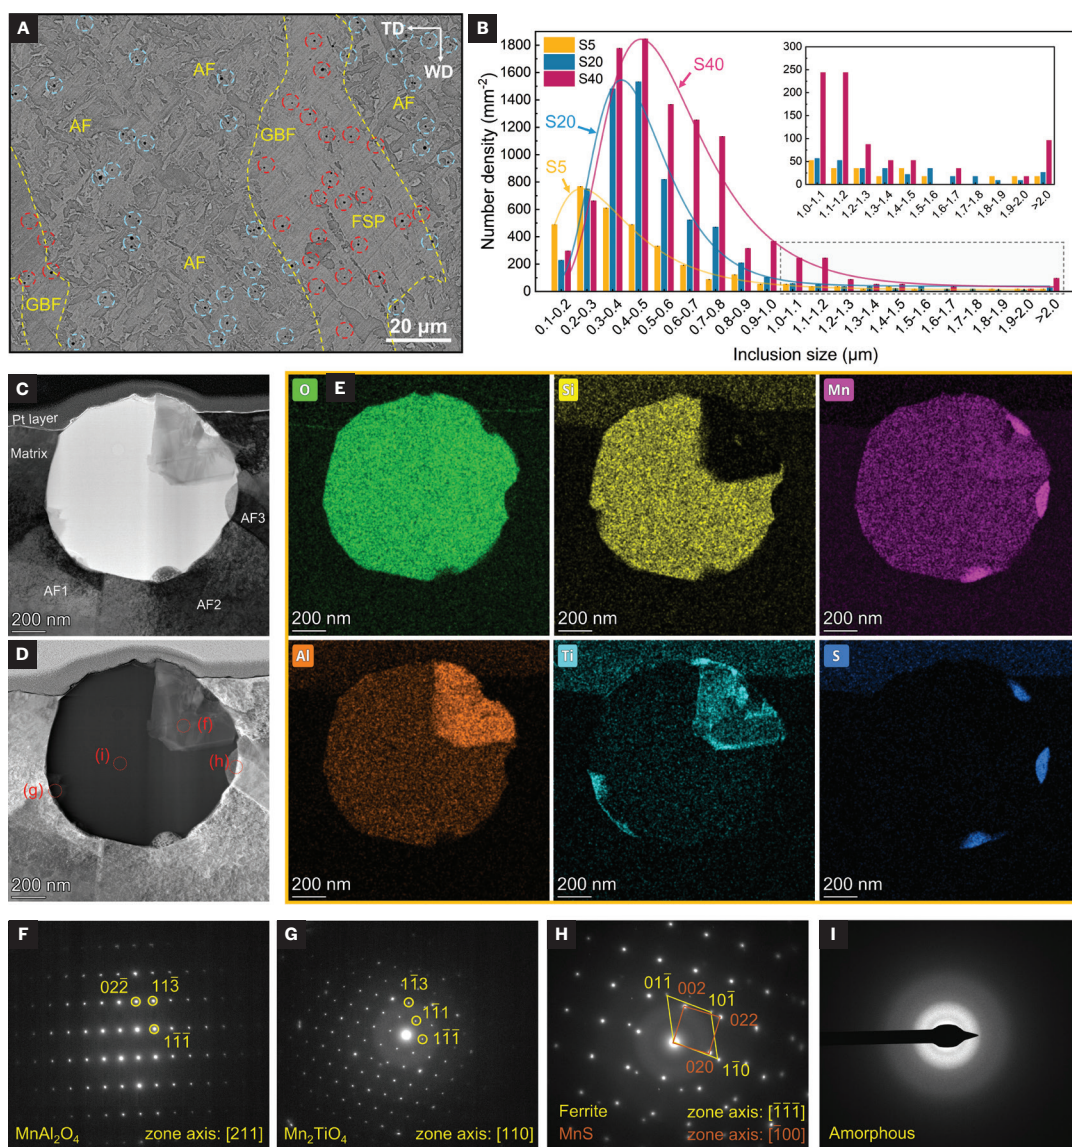 A
TD
WD
AF
AF
AF
GBF
AF
FSP
GBF
20 μm
B
Number density (mm⁻²)
1800
1600
1400
1200
1000
800
600
400
200
0
S5
S20
S40
S40
S20
S5
0.1-0.2
0.2-0.3
0.3-0.4
0.4-0.5
0.5-0.6
0.6-0.7
0.7-0.8
0.8-0.9
0.9-1.0
1.0-1.1
1.1-1.2
1.2-1.3
1.3-1.4
1.4-1.5
1.5-1.6
1.6-1.7
1.7-1.8
1.8-1.9
1.9-2.0
>2.0
Inclusion size (μm)
300
250
200
150
100
50
0
1.0-1.1
1.1-1.2
1.2-1.3
1.3-1.4
1.4-1.5
1.5-1.6
1.6-1.7
1.7-1.8
1.8-1.9
1.9-2.0
>2.0
C
Pt layer
Matrix
AF3
AF1
AF2
200 nm
D
(f)
(i)
(h)
(g)
200 nm
E
O
200 nm
Si
200 nm
Mn
200 nm
Al
200 nm
Ti
200 nm
S
200 nm
F
022̅ 113̅
11̅1̅
MnAl₂O₄ zone axis: [211]
G
11̅3
11̅1
11̅1̅
Mn₂TiO₄ zone axis: [110]
H
011̅
002
101̅
022
020
11̅0
Ferrite zone axis: [1̅1̅1̅]
MnS zone axis: [1̅00]
I
Amorphous